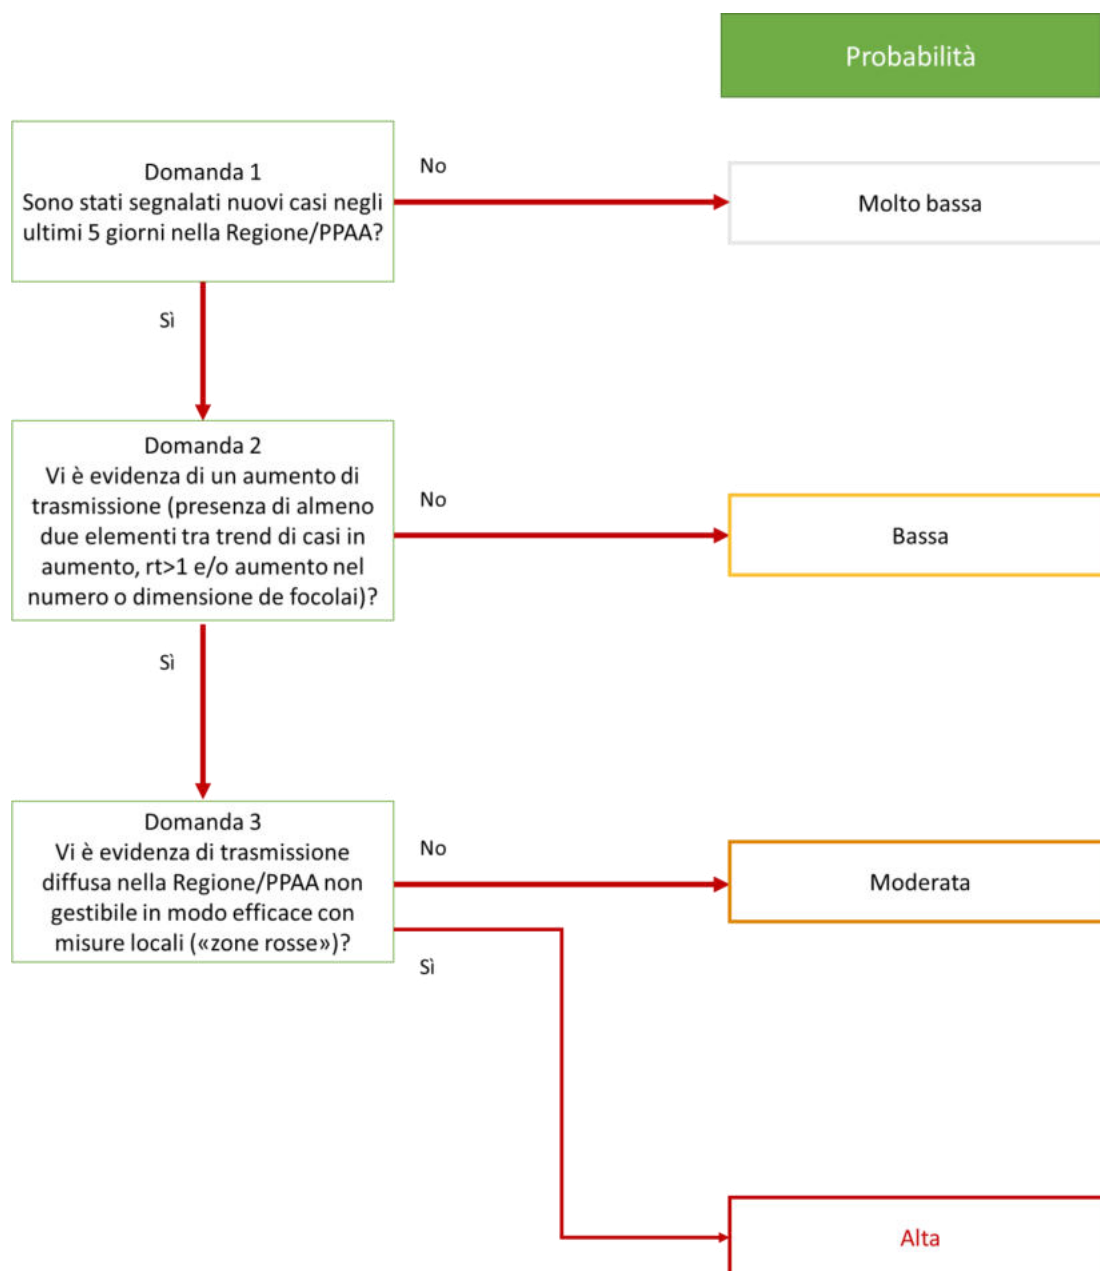 Probabilità
Domanda 1
Sono stati segnalati nuovi casi negli
ultimi 5 giorni nella Regione/PPAA?
No
Molto bassa
Sì
Domanda 2
Vi è evidenza di un aumento di
trasmissione (presenza di almeno
due elementi tra trend di casi in
aumento, rt>1 e/o aumento nel
numero o dimensione de focolai)?
No
Bassa
Sì
Domanda 3
Vi è evidenza di trasmissione
diffusa nella Regione/PPAA non
gestibile in modo efficace con
misure locali («zone rosse»)?
No
Moderata
Sì
Alta